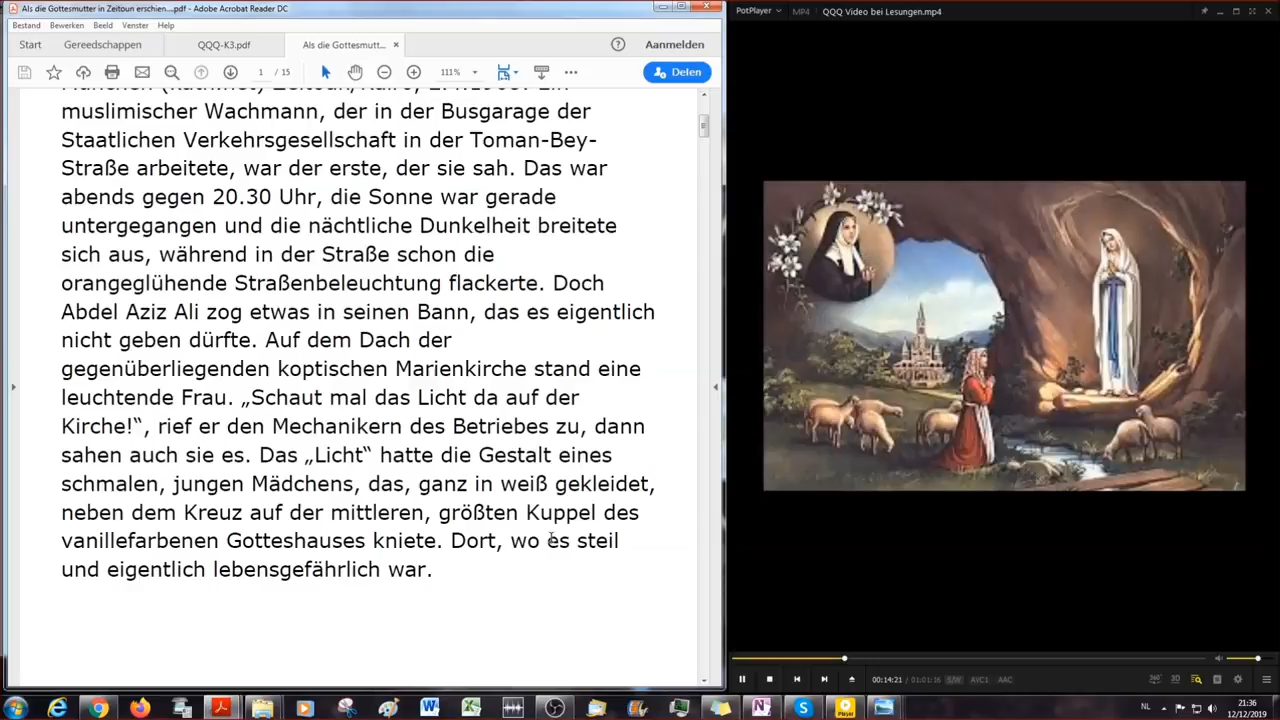 Als die Gottesmutter in Zeitoun erschien....pdf - Adobe Acrobat Reader DC
Bestand Bewerken Beeld Venster Help
Start Gereedschappen QQQ-K3.pdf Als die Gottesmutt... × Aanmelden
1 / 15 111% Delen
muslimischer Wachmann, der in der Busgarage der
Staatlichen Verkehrsgesellschaft in der Toman-Bey-
Straße arbeitete, war der erste, der sie sah. Das war
abends gegen 20.30 Uhr, die Sonne war gerade
untergegangen und die nächtliche Dunkelheit breitete
sich aus, während in der Straße schon die
orangeglühende Straßenbeleuchtung flackerte. Doch
Abdel Aziz Ali zog etwas in seinen Bann, das es eigentlich
nicht geben dürfte. Auf dem Dach der
gegenüberliegenden koptischen Marienkirche stand eine
leuchtende Frau. „Schaut mal das Licht da auf der
Kirche!“, rief er den Mechanikern des Betriebes zu, dann
sahen auch sie es. Das „Licht“ hatte die Gestalt eines
schmalen, jungen Mädchens, das, ganz in weiß gekleidet,
neben dem Kreuz auf der mittleren, größten Kuppel des
vanillefarbenen Gotteshauses kniete. Dort, wo es steil
und eigentlich lebensgefährlich war.
PotPlayer MP4 QQQ Video bei Lesungen.mp4
00:14:21 / 01:01:16 S/W AVC1 AAC
NL 21:36
12/12/2019